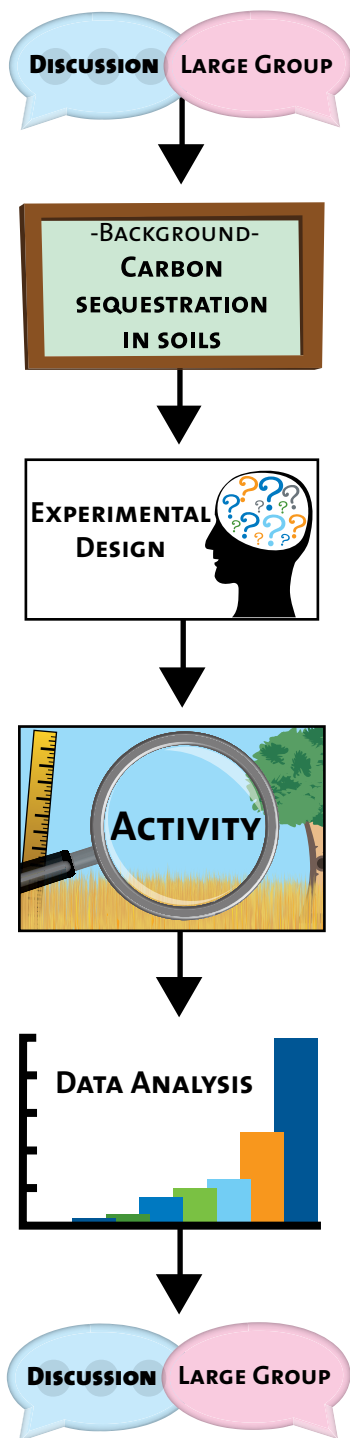 Discussion Large Group
-Background-
Carbon
sequestration
in soils
Experimental
Design
Activity
Data Analysis
Discussion Large Group